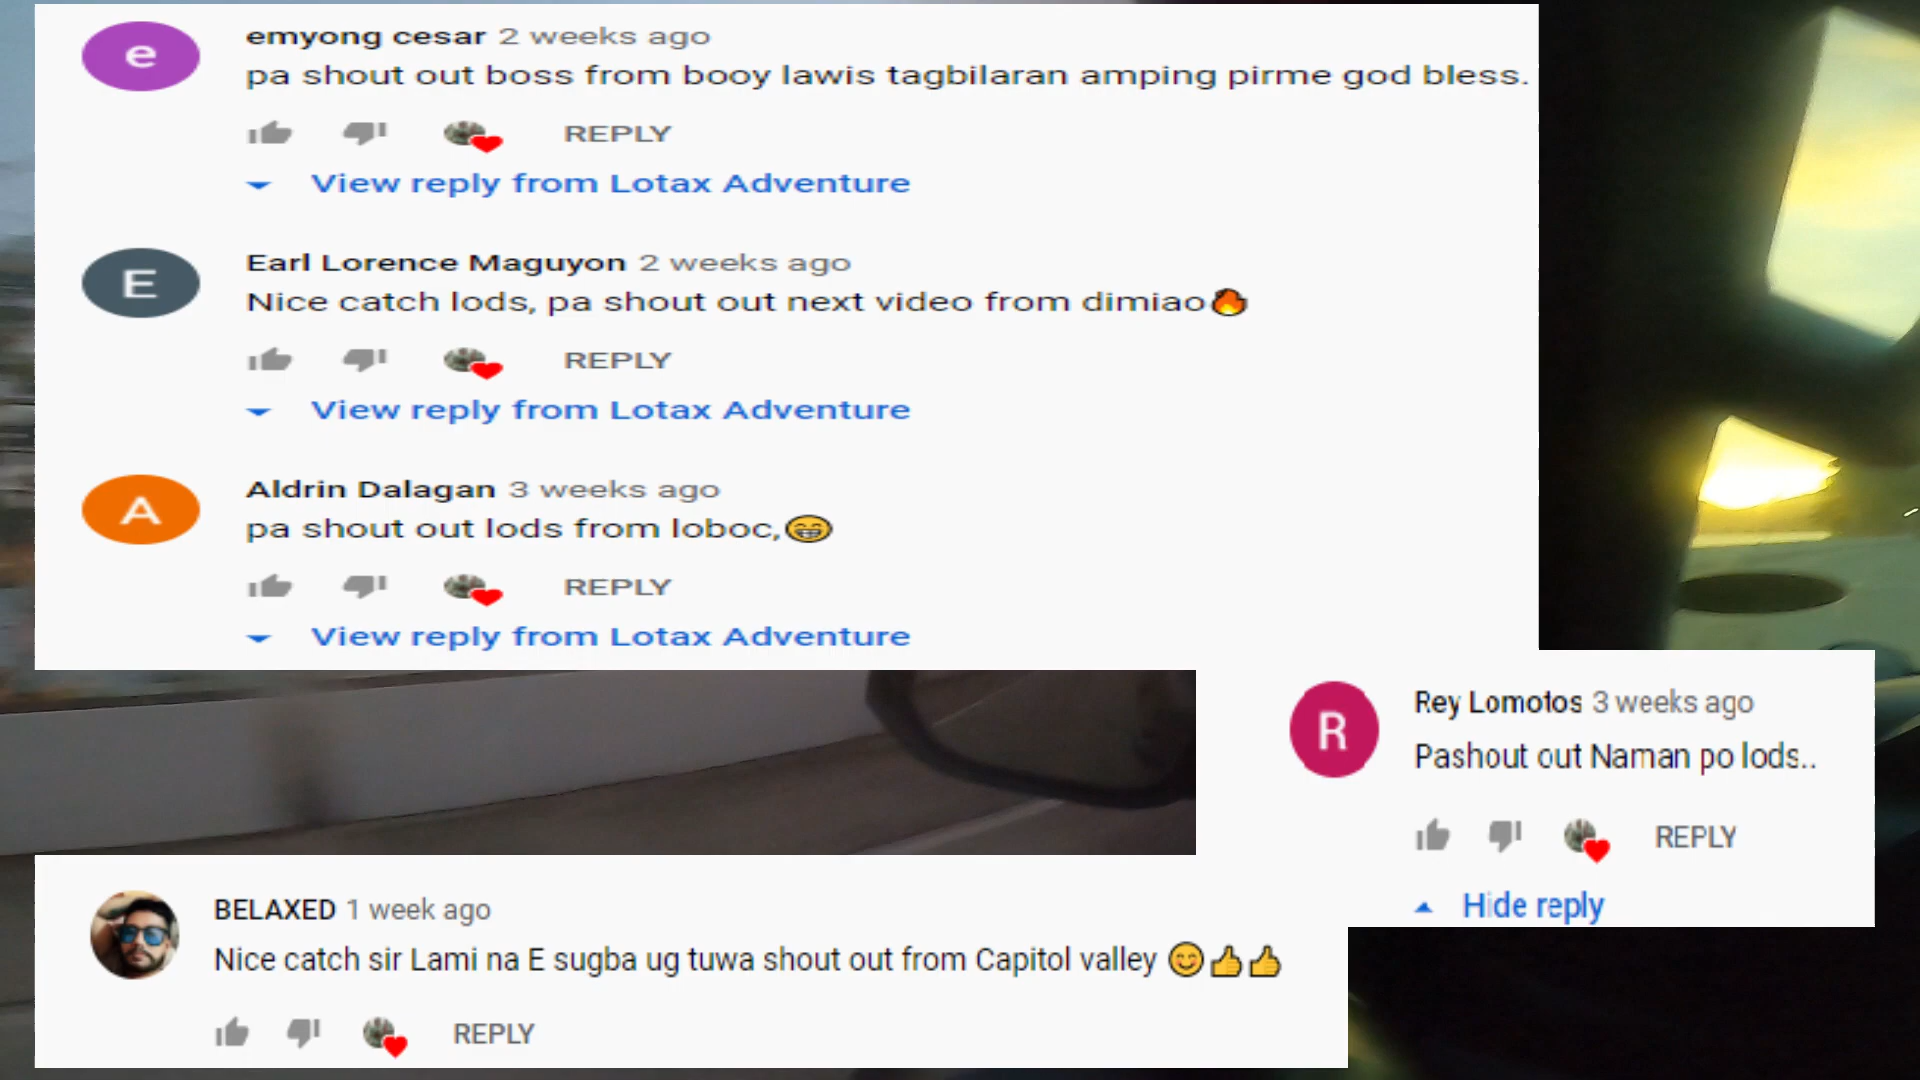 e
emyong cesar 2 weeks ago
pa shout out boss from booy lawis tagbilaran amping pirme god bless.
REPLY
View reply from Lotax Adventure
E
Earl Lorence Maguyon 2 weeks ago
Nice catch lods, pa shout out next video from dimiao🔥
REPLY
View reply from Lotax Adventure
A
Aldrin Dalagan 3 weeks ago
pa shout out lods from loboc,😁
REPLY
View reply from Lotax Adventure
R
Rey Lomotos 3 weeks ago
Pashout out Naman po lods..
REPLY
Hide reply
BELAXED 1 week ago
Nice catch sir Lami na E sugba ug tuwa shout out from Capitol valley 😊👍👍
REPLY